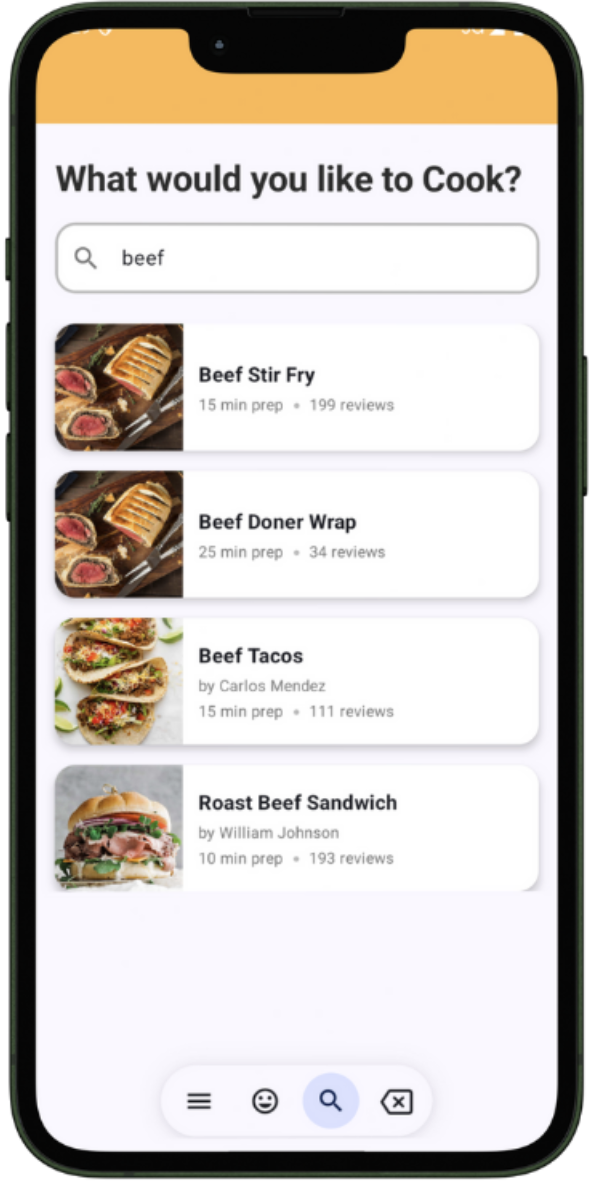 What would you like to Cook?
beef
Beef Stir Fry
15 min prep • 199 reviews
Beef Doner Wrap
25 min prep • 34 reviews
Beef Tacos
by Carlos Mendez
15 min prep • 111 reviews
Roast Beef Sandwich
by William Johnson
10 min prep • 193 reviews